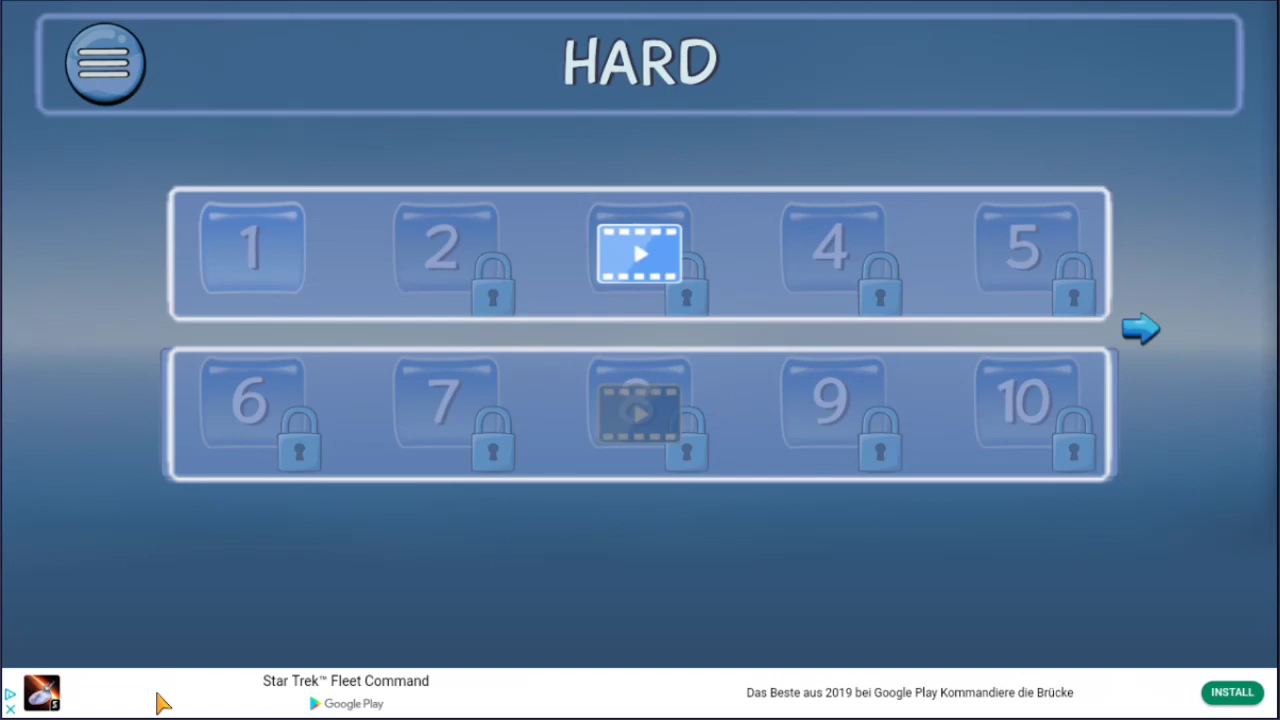 HARD
1 2 4 5
6 7 8 9 10
Star Trek™ Fleet Command
Google Play
Das Beste aus 2019 bei Google Play Kommandiere die Brücke
INSTALL